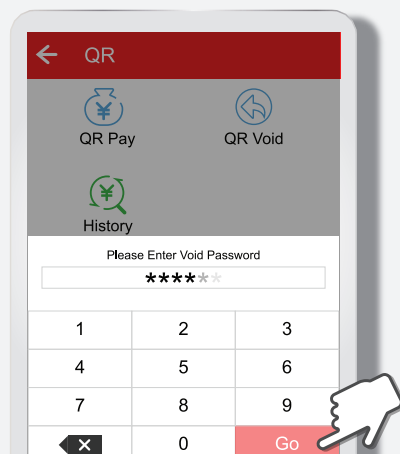 QR
QR Pay QR Void
History
Please Enter Void Password
******
1 2 3
4 5 6
7 8 9
0 Go